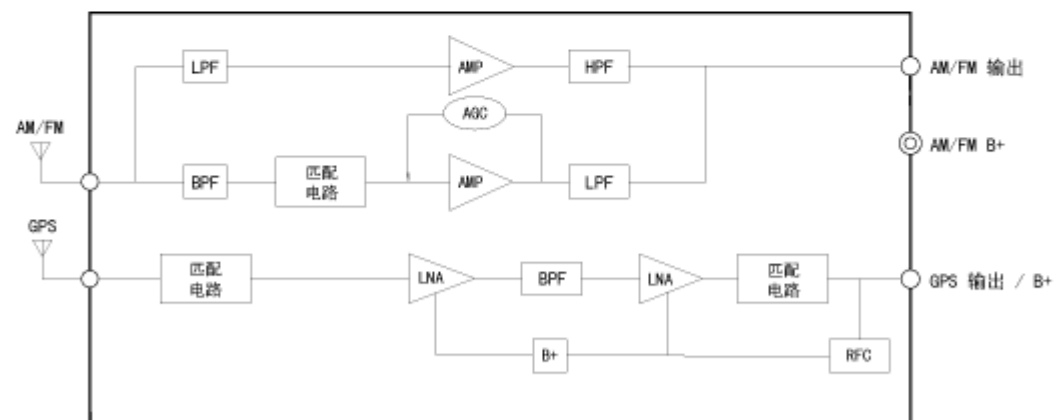 LPF
AMP
HPF
AM/FM 输出
AGC
AM/FM
AM/FM B+
BPF
匹配
电路
AMP
LPF
GPS
匹配
电路
LNA
BPF
LNA
匹配
电路
GPS 输出 / B+
B+
RFC